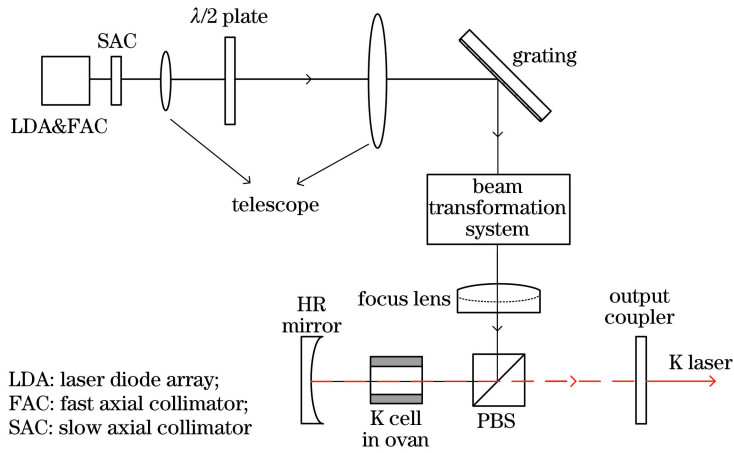 λ/2 plate
SAC
grating
LDA&FAC
telescope
beam
transformation
system
focus lens
HR
mirror
output
coupler
K laser
LDA: laser diode array;
FAC: fast axial collimator;
SAC: slow axial collimator
K cell
in ovan
PBS